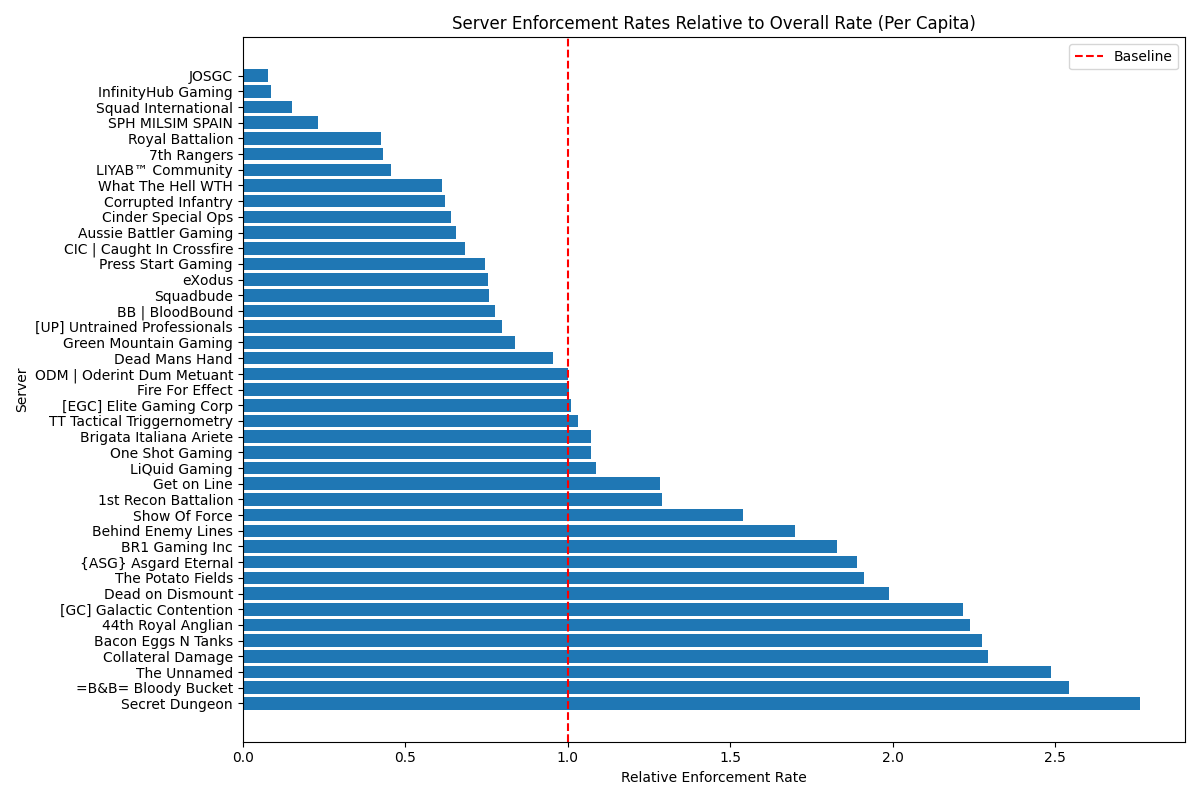 Server Enforcement Rates Relative to Overall Rate (Per Capita)
Baseline
Server
JOSGC
InfinityHub Gaming
Squad International
SPH MILSIM SPAIN
Royal Battalion
7th Rangers
LIYAB™ Community
What The Hell WTH
Corrupted Infantry
Cinder Special Ops
Aussie Battler Gaming
CIC | Caught In Crossfire
Press Start Gaming
eXodus
Squadbude
BB | BloodBound
[UP] Untrained Professionals
Green Mountain Gaming
Dead Mans Hand
ODM | Oderint Dum Metuant
Fire For Effect
[EGC] Elite Gaming Corp
TT Tactical Triggernometry
Brigata Italiana Ariete
One Shot Gaming
LiQuid Gaming
Get on Line
1st Recon Battalion
Show Of Force
Behind Enemy Lines
BR1 Gaming Inc
{ASG} Asgard Eternal
The Potato Fields
Dead on Dismount
[GC] Galactic Contention
44th Royal Anglian
Bacon Eggs N Tanks
Collateral Damage
The Unnamed
=B&B= Bloody Bucket
Secret Dungeon
0.0 0.5 1.0 1.5 2.0 2.5
Relative Enforcement Rate